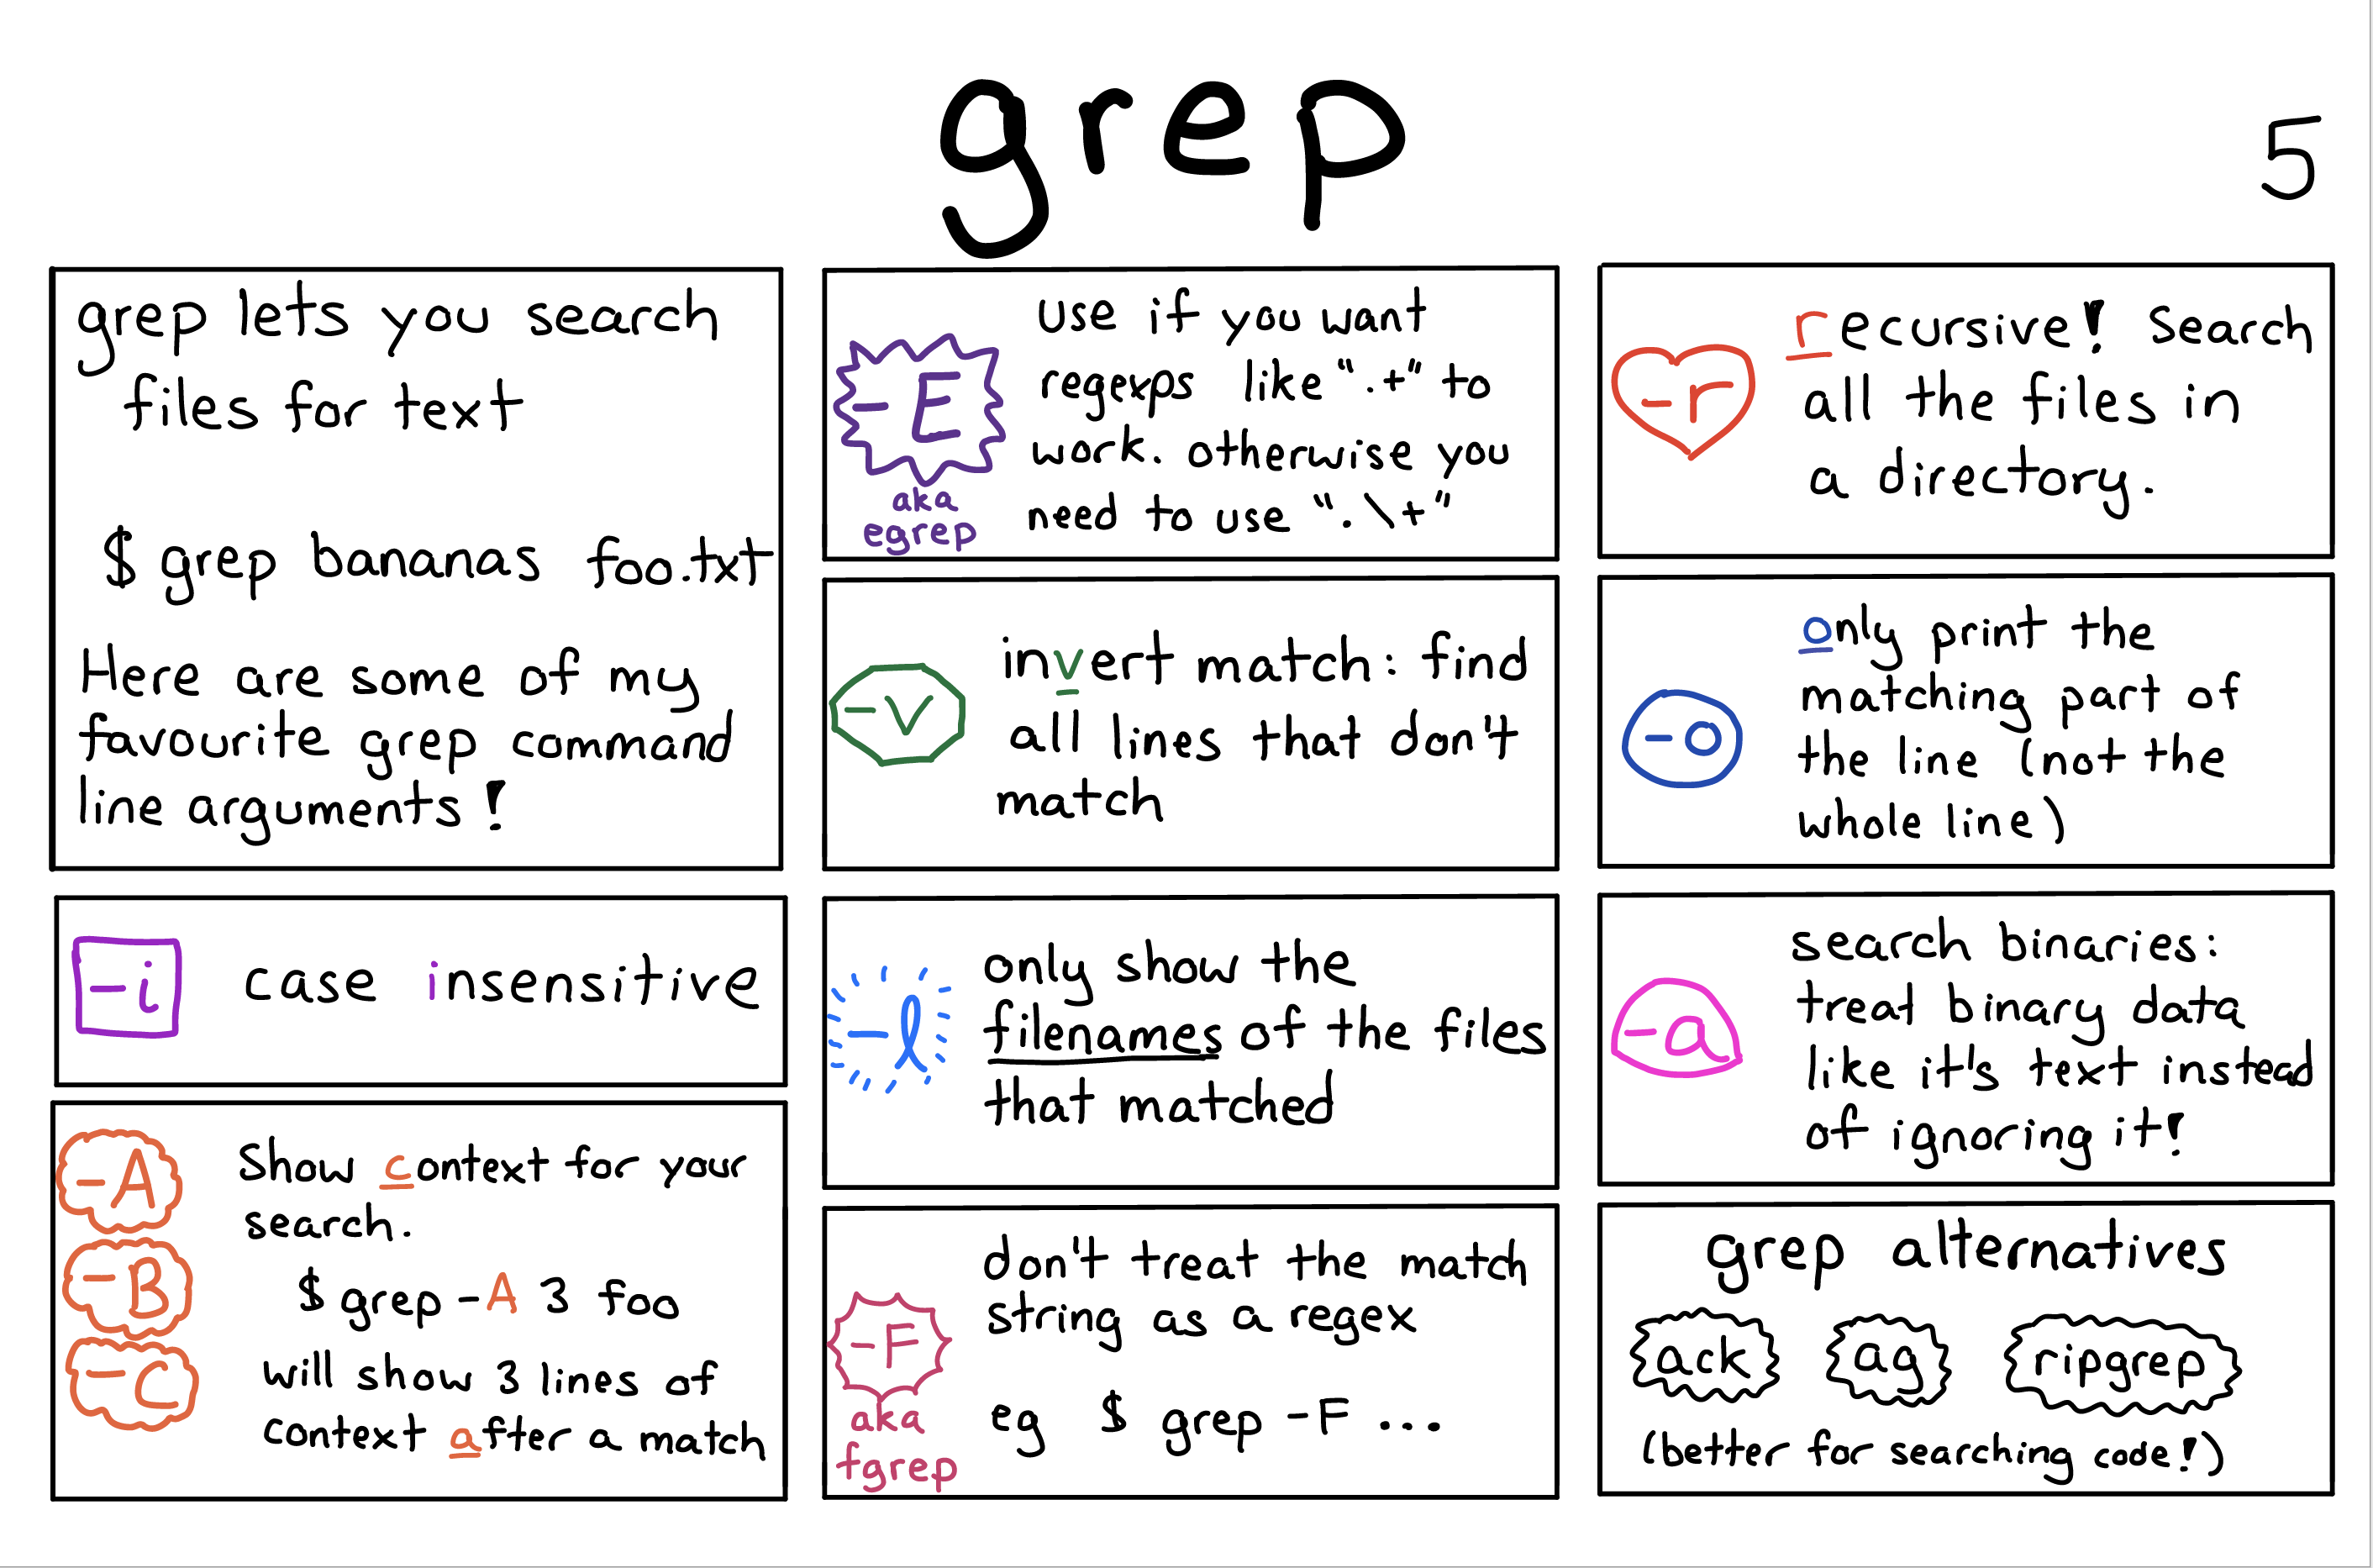 grep
5
grep lets you search
files for text
$ grep bananas foo.txt
Here are some of my
favourite grep command
line arguments!
-i
case insensitive
-A
-B
-C
Show context for your
search.
$ grep -A 3 foo
will show 3 lines of
context after a match
-E
aka
egrep
use if you want
regexps like ".+" to
work. otherwise you
need to use ".\+"
-v
invert match: find
all lines that don't
match
-l
only show the
filenames of the files
that matched
-F
aka
fgrep
don't treat the match
string as a regex
eg $ grep -F ...
-r
recursive! Search
all the files in
a directory.
-o
only print the
matching part of
the line (not the
whole line)
-a
search binaries:
treat binary data
like it's text instead
of ignoring it!
grep alternatives
ack ag ripgrep
(better for searching code!)